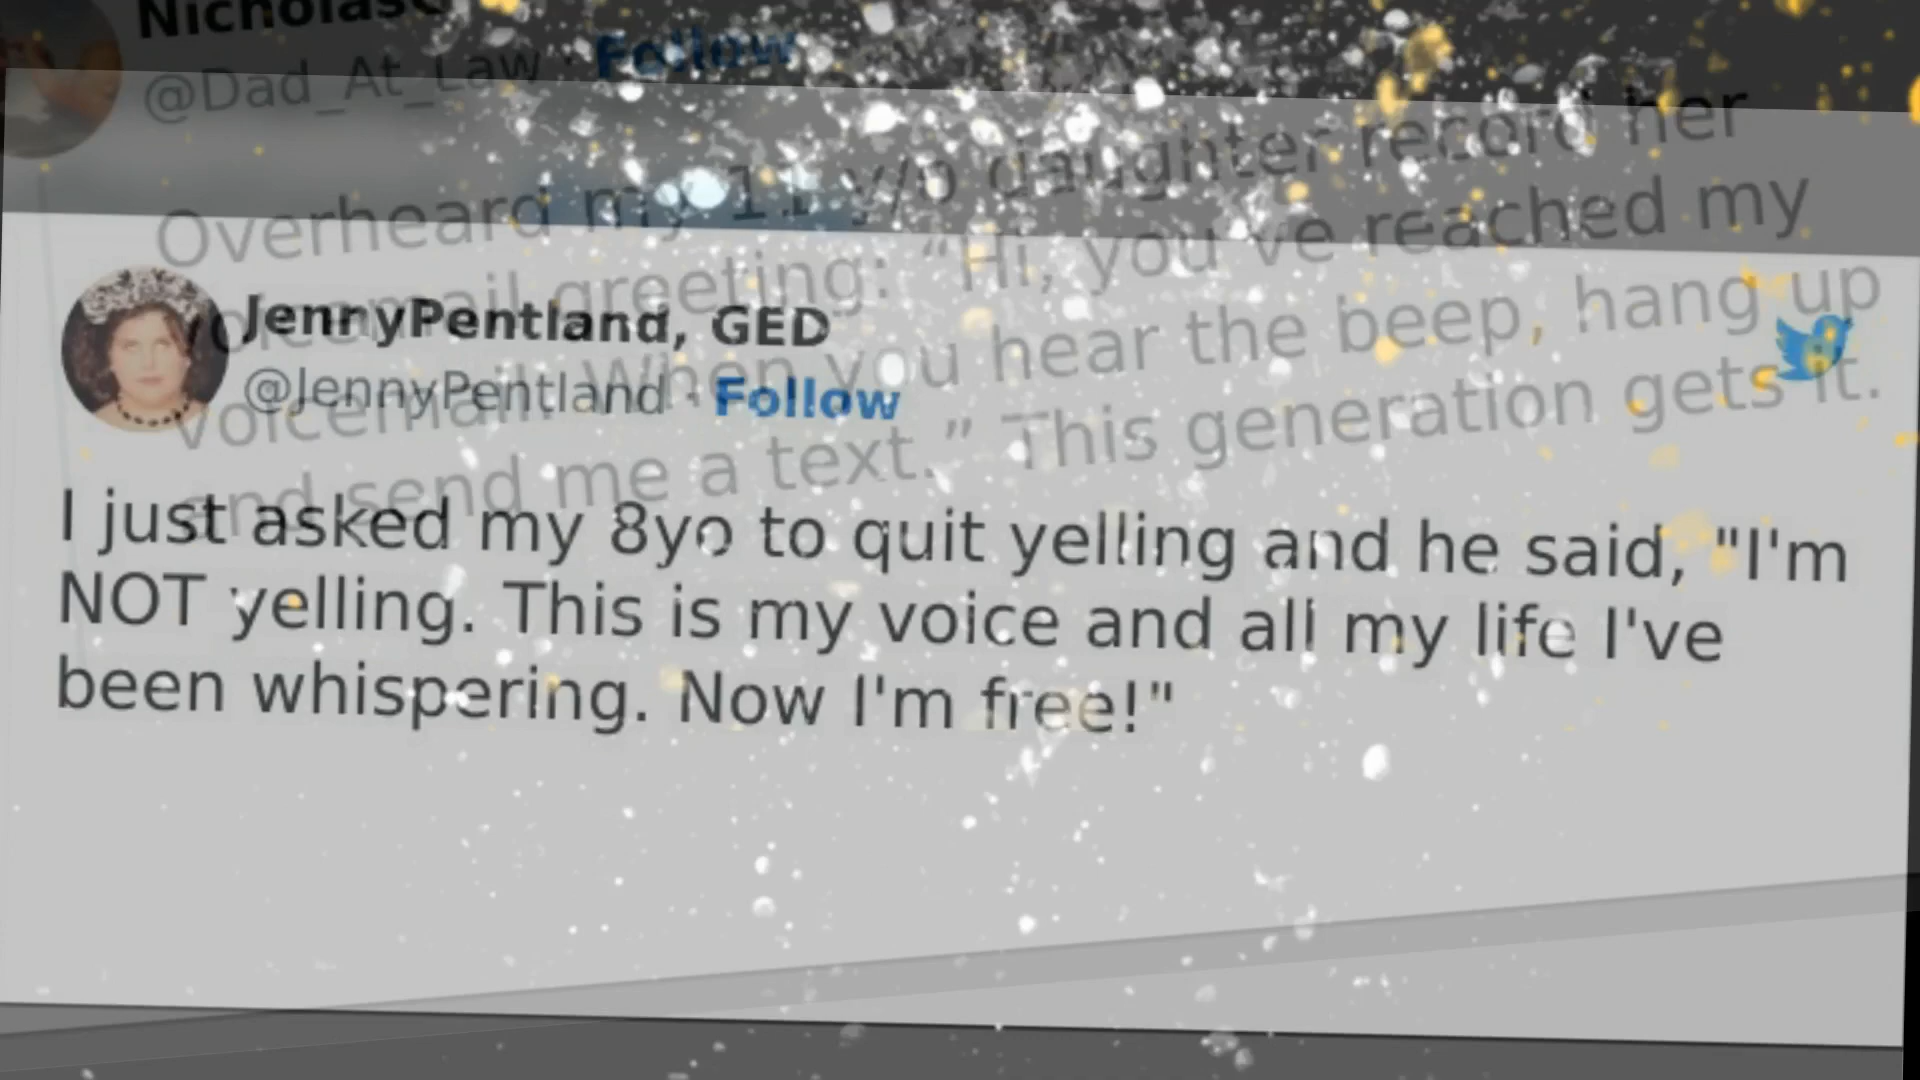 Nicholas
@Dad_At_Law · Follow
Overheard my 11 y/o daughter record her
voicemail greeting: “Hi, you've reached my
voicemail. When you hear the beep, hang up
and send me a text.” This generation gets it.
JennyPentland, GED
@JennyPentland · Follow
I just asked my 8yo to quit yelling and he said, "I'm
NOT yelling. This is my voice and all my life I've
been whispering. Now I'm free!"